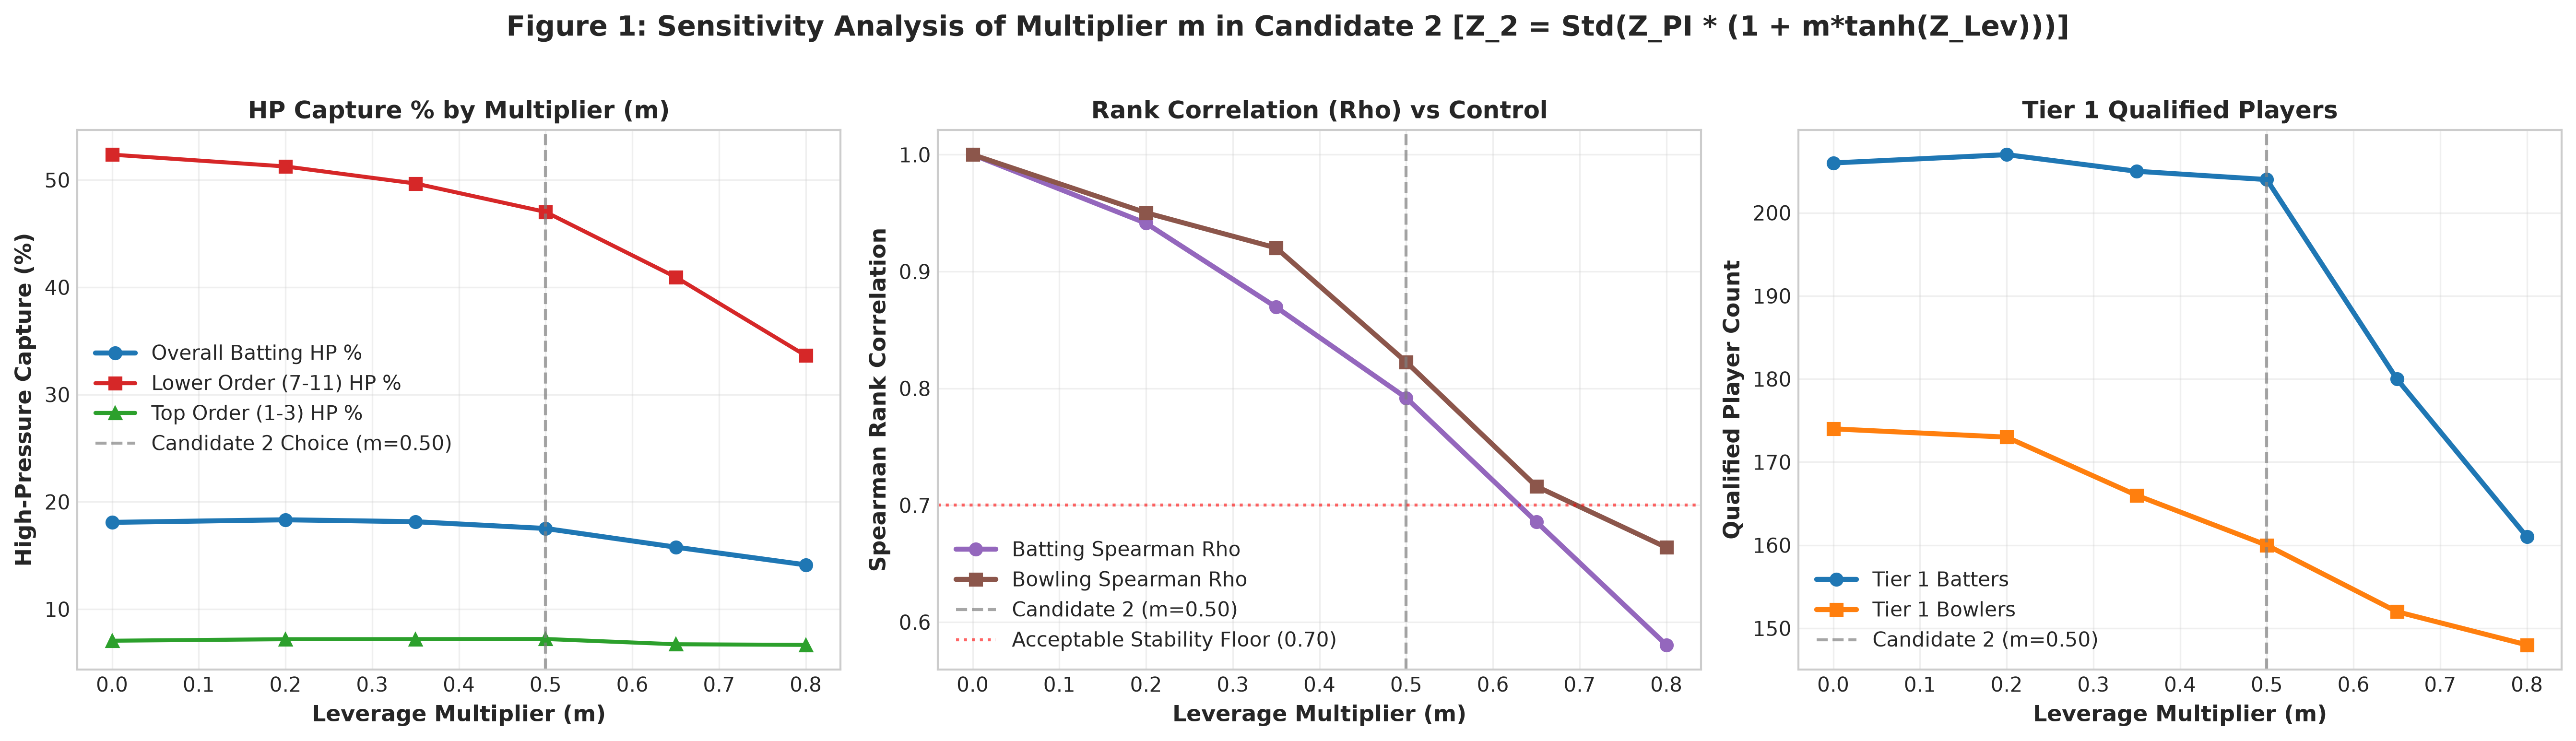 Figure 1: Sensitivity Analysis of Multiplier m in Candidate 2 [Z_2 = Std(Z_PI * (1 + m*tanh(Z_Lev)))]
HP Capture % by Multiplier (m)
High-Pressure Capture (%)
50
40
30
20
10
Overall Batting HP %
Lower Order (7-11) HP %
Top Order (1-3) HP %
Candidate 2 Choice (m=0.50)
0.0 0.1 0.2 0.3 0.4 0.5 0.6 0.7 0.8
Leverage Multiplier (m)
Rank Correlation (Rho) vs Control
Spearman Rank Correlation
1.0
0.9
0.8
0.7
0.6
Batting Spearman Rho
Bowling Spearman Rho
Candidate 2 (m=0.50)
Acceptable Stability Floor (0.70)
0.0 0.1 0.2 0.3 0.4 0.5 0.6 0.7 0.8
Leverage Multiplier (m)
Tier 1 Qualified Players
Qualified Player Count
200
190
180
170
160
150
Tier 1 Batters
Tier 1 Bowlers
Candidate 2 (m=0.50)
0.0 0.1 0.2 0.3 0.4 0.5 0.6 0.7 0.8
Leverage Multiplier (m)